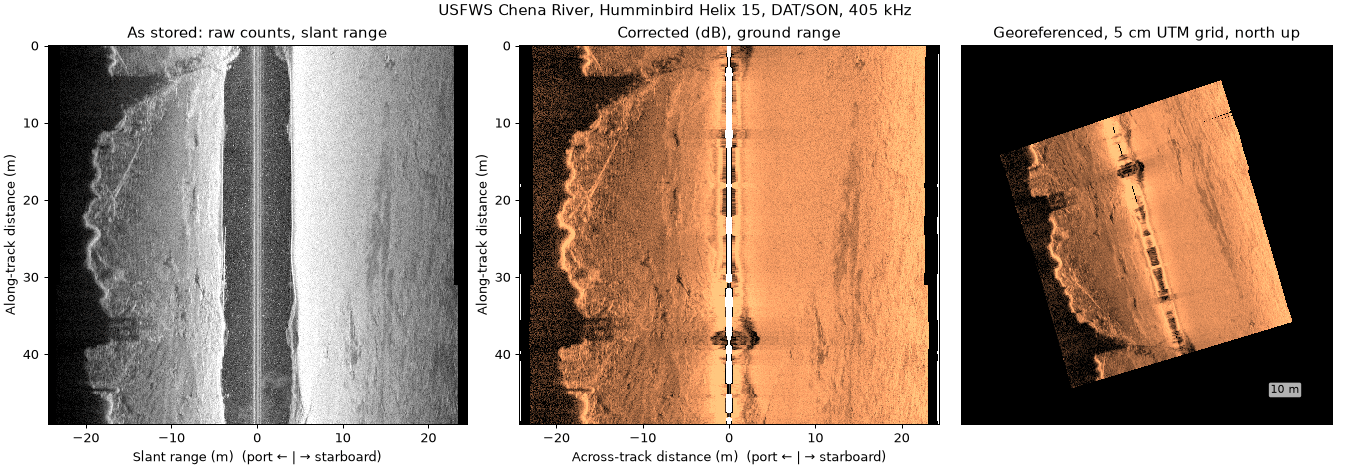 USFWS Chena River, Humminbird Helix 15, DAT/SON, 405 kHz
As stored: raw counts, slant range
Corrected (dB), ground range
Georeferenced, 5 cm UTM grid, north up
0
10
20
30
40
Along-track distance (m)
−20
−10
0
10
20
Slant range (m) (port ← | → starboard)
0
10
20
30
40
Along-track distance (m)
−20
−10
0
10
20
Across-track distance (m) (port ← | → starboard)
10 m